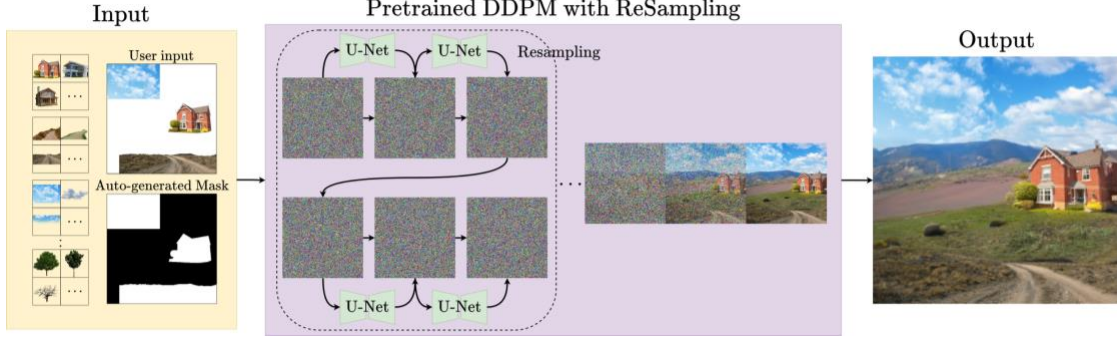 Input
Pretrained DDPM with ReSampling
Output
User input
Auto-generated Mask
U-Net
U-Net
Resampling
U-Net
U-Net